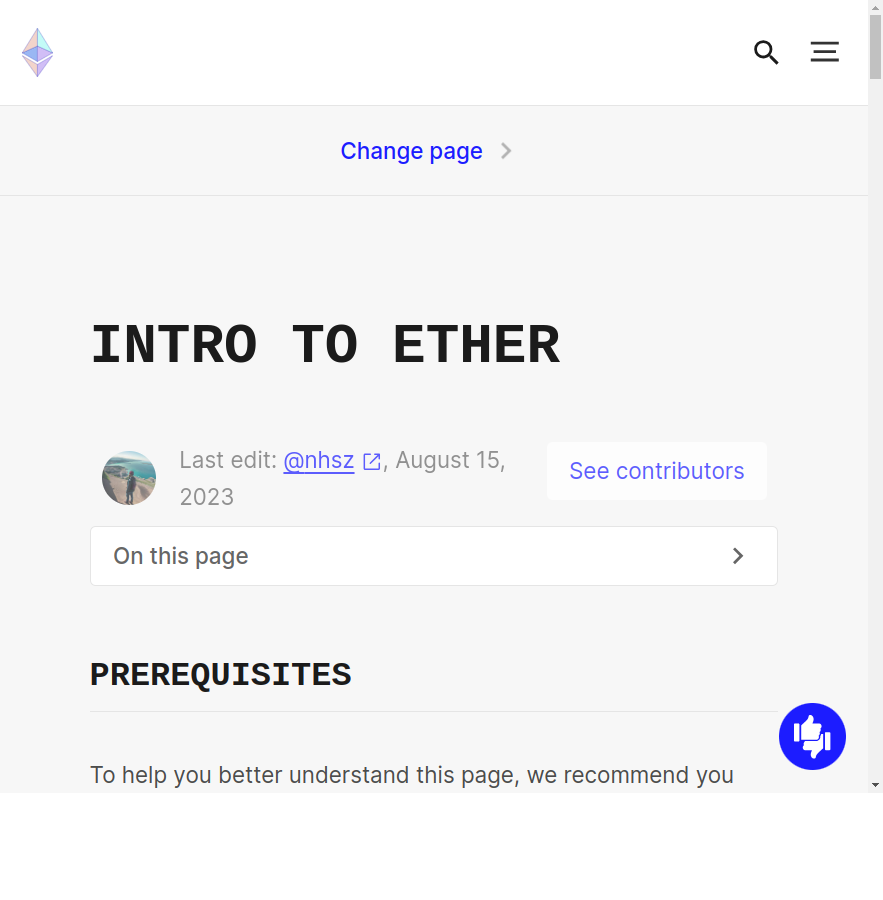 Change page
INTRO TO ETHER
Last edit: @nhsz, August 15,
2023
See contributors
On this page
PREREQUISITES
To help you better understand this page, we recommend you